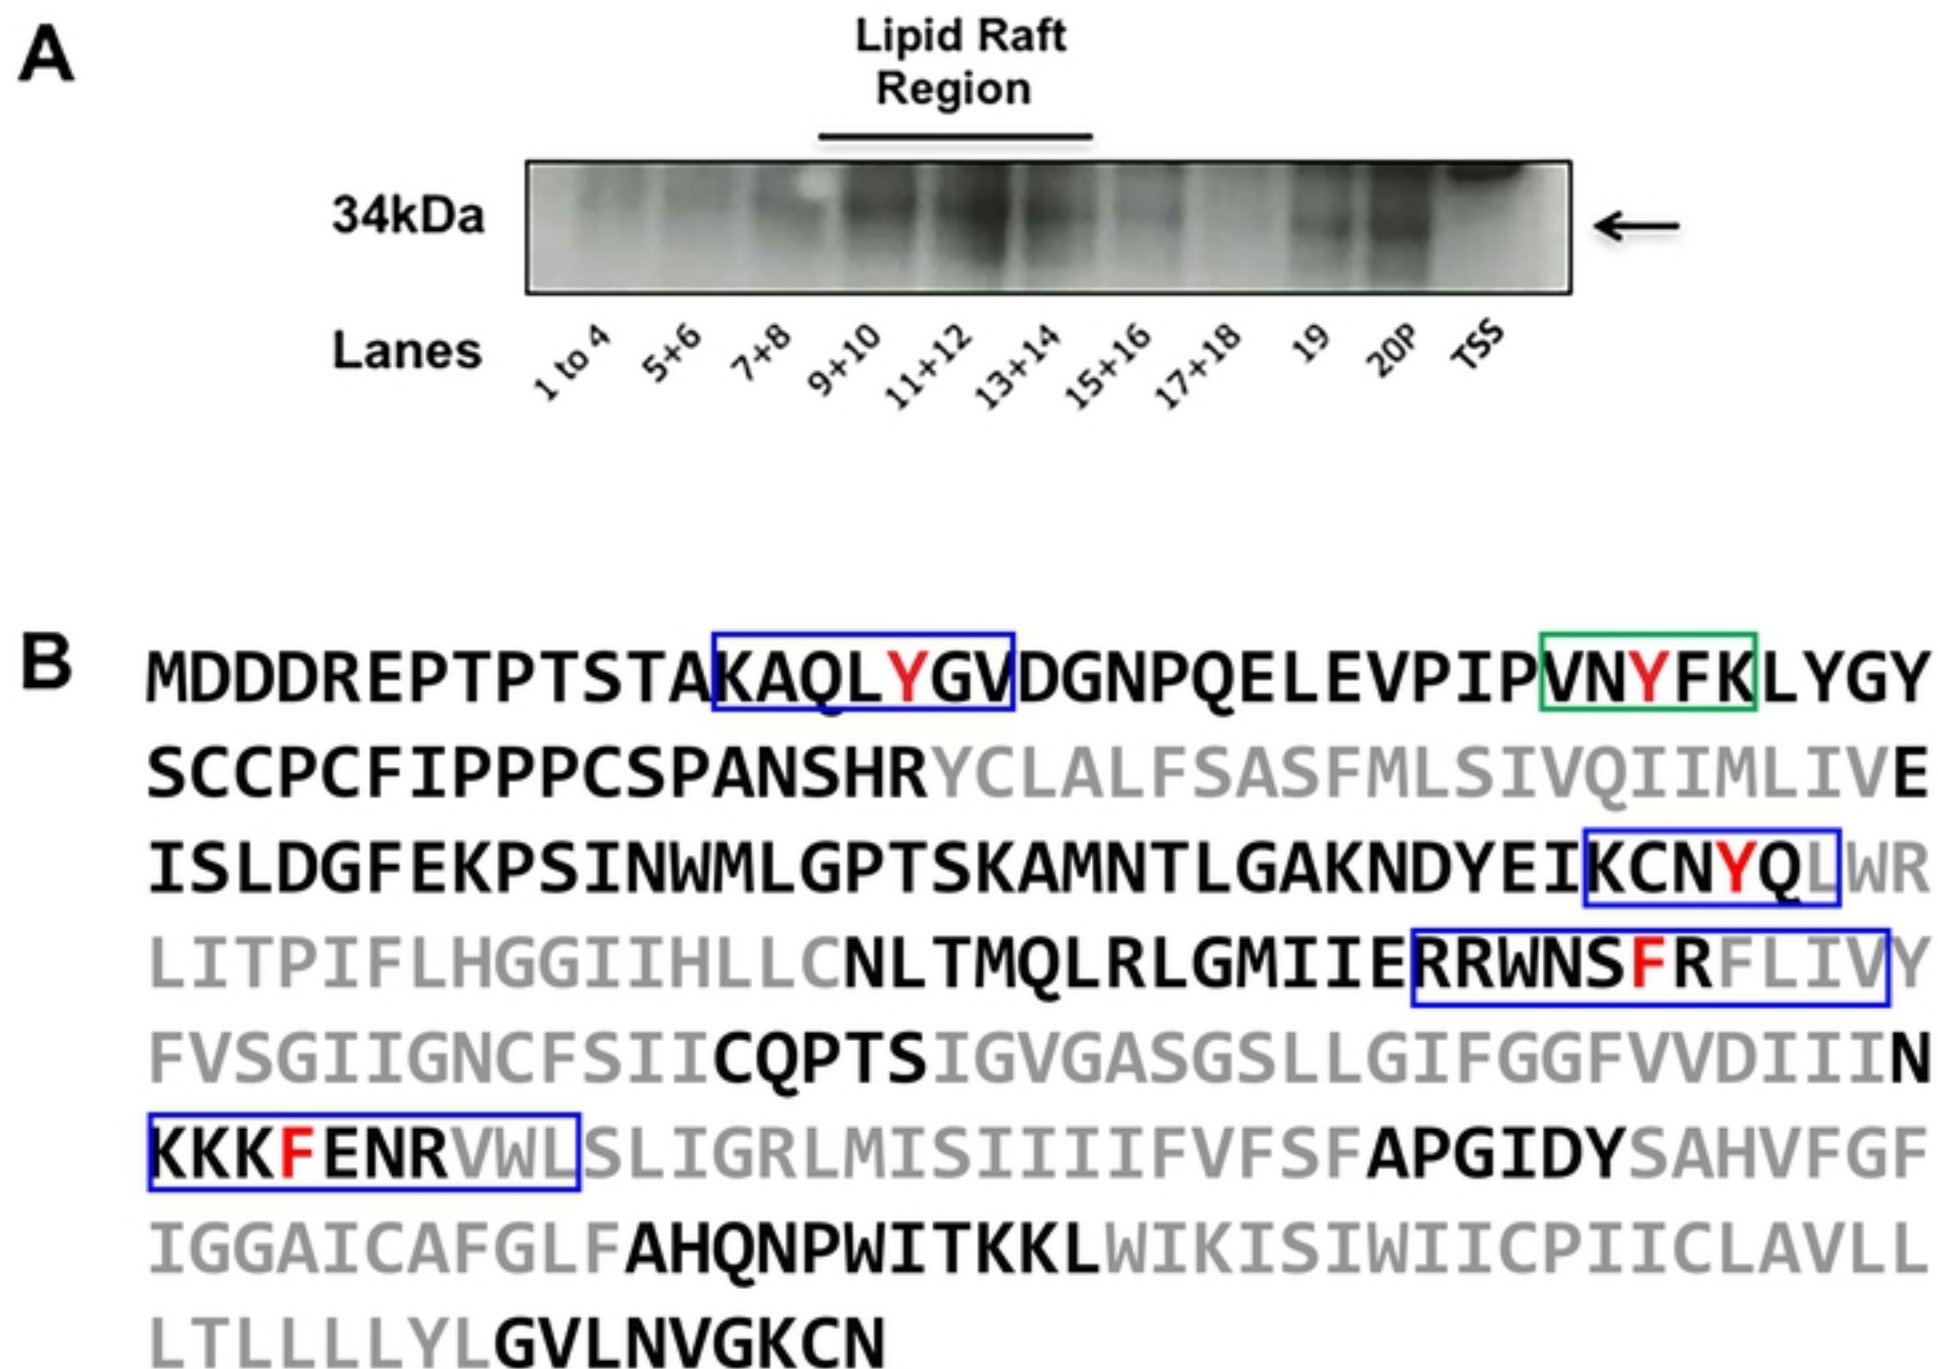 A
Lipid Raft
Region
34kDa
Lanes
1 to 4 5+6 7+8 9+10 11+12 13+14 15+16 17+18 19 20P TSS
B
MDDDREPTPTSTAKAQLYGVDGNPQELEVPIPVNYFKLYGY
SCCPCFIPPPCSPANSHRYCLALFSASFMLSIVQIIMLIVE
ISLDGFEKPSINWMLGPTSKAMNTLGAKNDYEIKCNYQLWR
LITPIFLHGGIIHLLCNLTMQLRLGMIIERRWNSFRFLIVY
FVSGIIGNCFSIICQPTSIGVGASGSLLGIFGGFVVDIIIN
KKKFENRVWLSLIGRLMISIIIIFVFSFAPGIDYSAHVFGF
IGGAICAFGLFAHQNPWITKKLWIKISIWIICPIICLAVLL
LTLLLLYLGVLNVGKCN